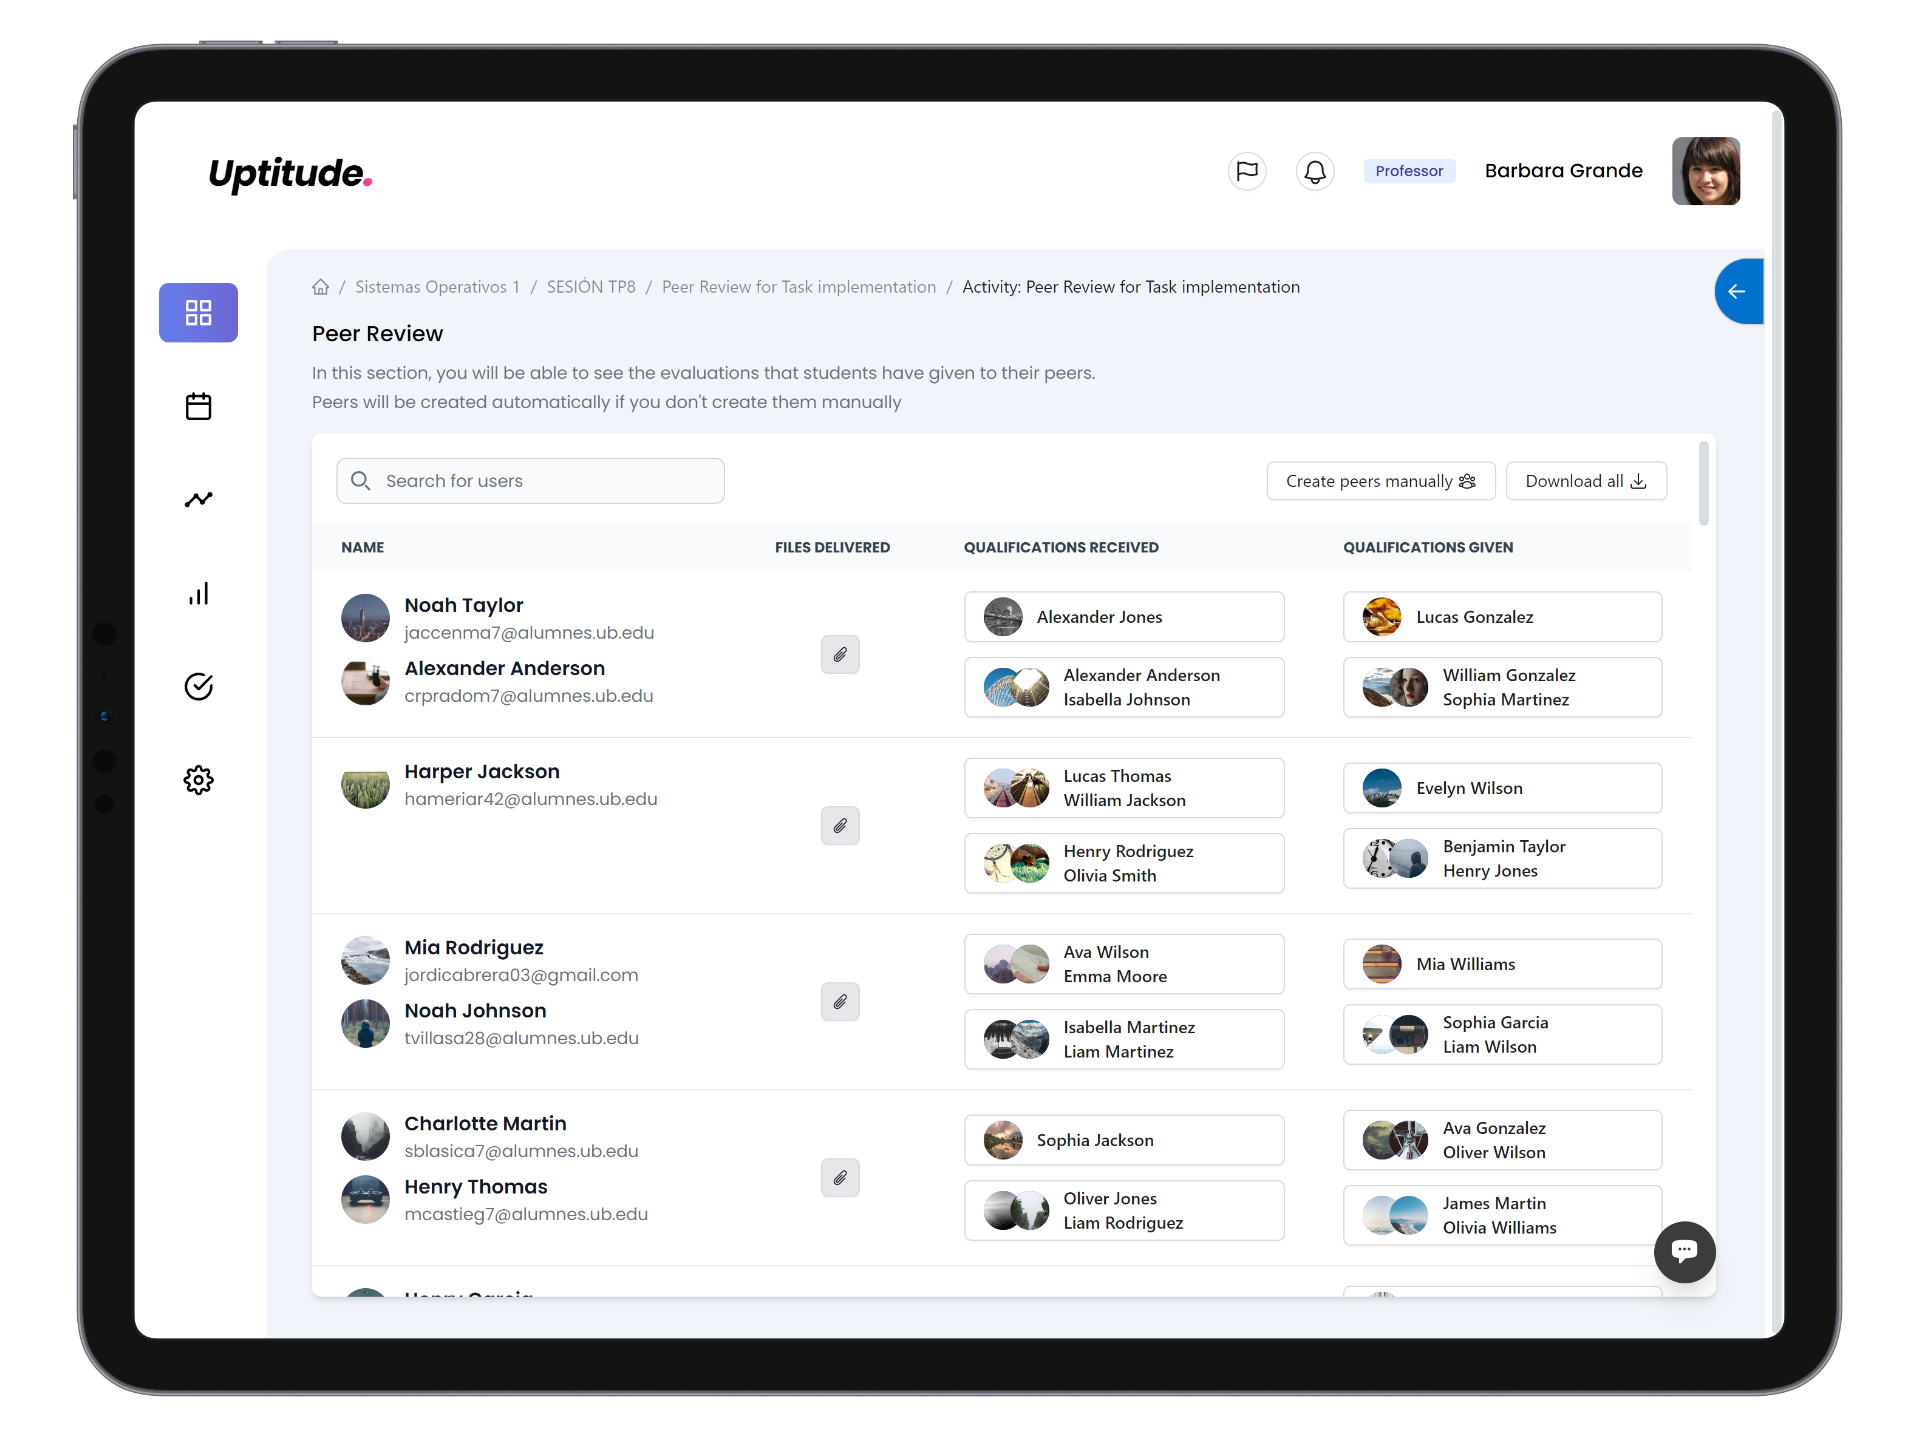 Uptitude.
Professor
Barbara Grande
/ Sistemas Operativos 1 / SESIÓN TP8 / Peer Review for Task implementation / Activity: Peer Review for Task implementation
Peer Review
In this section, you will be able to see the evaluations that students have given to their peers.
Peers will be created automatically if you don't create them manually
Search for users
Create peers manually
Download all
NAME
FILES DELIVERED
QUALIFICATIONS RECEIVED
QUALIFICATIONS GIVEN
Noah Taylor
jaccenma7@alumnes.ub.edu
Alexander Anderson
crpradom7@alumnes.ub.edu
Alexander Jones
Alexander Anderson
Isabella Johnson
Lucas Gonzalez
William Gonzalez
Sophia Martinez
Harper Jackson
hameriar42@alumnes.ub.edu
Lucas Thomas
William Jackson
Henry Rodriguez
Olivia Smith
Evelyn Wilson
Benjamin Taylor
Henry Jones
Mia Rodriguez
jordicabrera03@gmail.com
Noah Johnson
tvillasa28@alumnes.ub.edu
Ava Wilson
Emma Moore
Isabella Martinez
Liam Martinez
Mia Williams
Sophia Garcia
Liam Wilson
Charlotte Martin
sblasica7@alumnes.ub.edu
Henry Thomas
mcastieg7@alumnes.ub.edu
Sophia Jackson
Oliver Jones
Liam Rodriguez
Ava Gonzalez
Oliver Wilson
James Martin
Olivia Williams
Henry Garcia